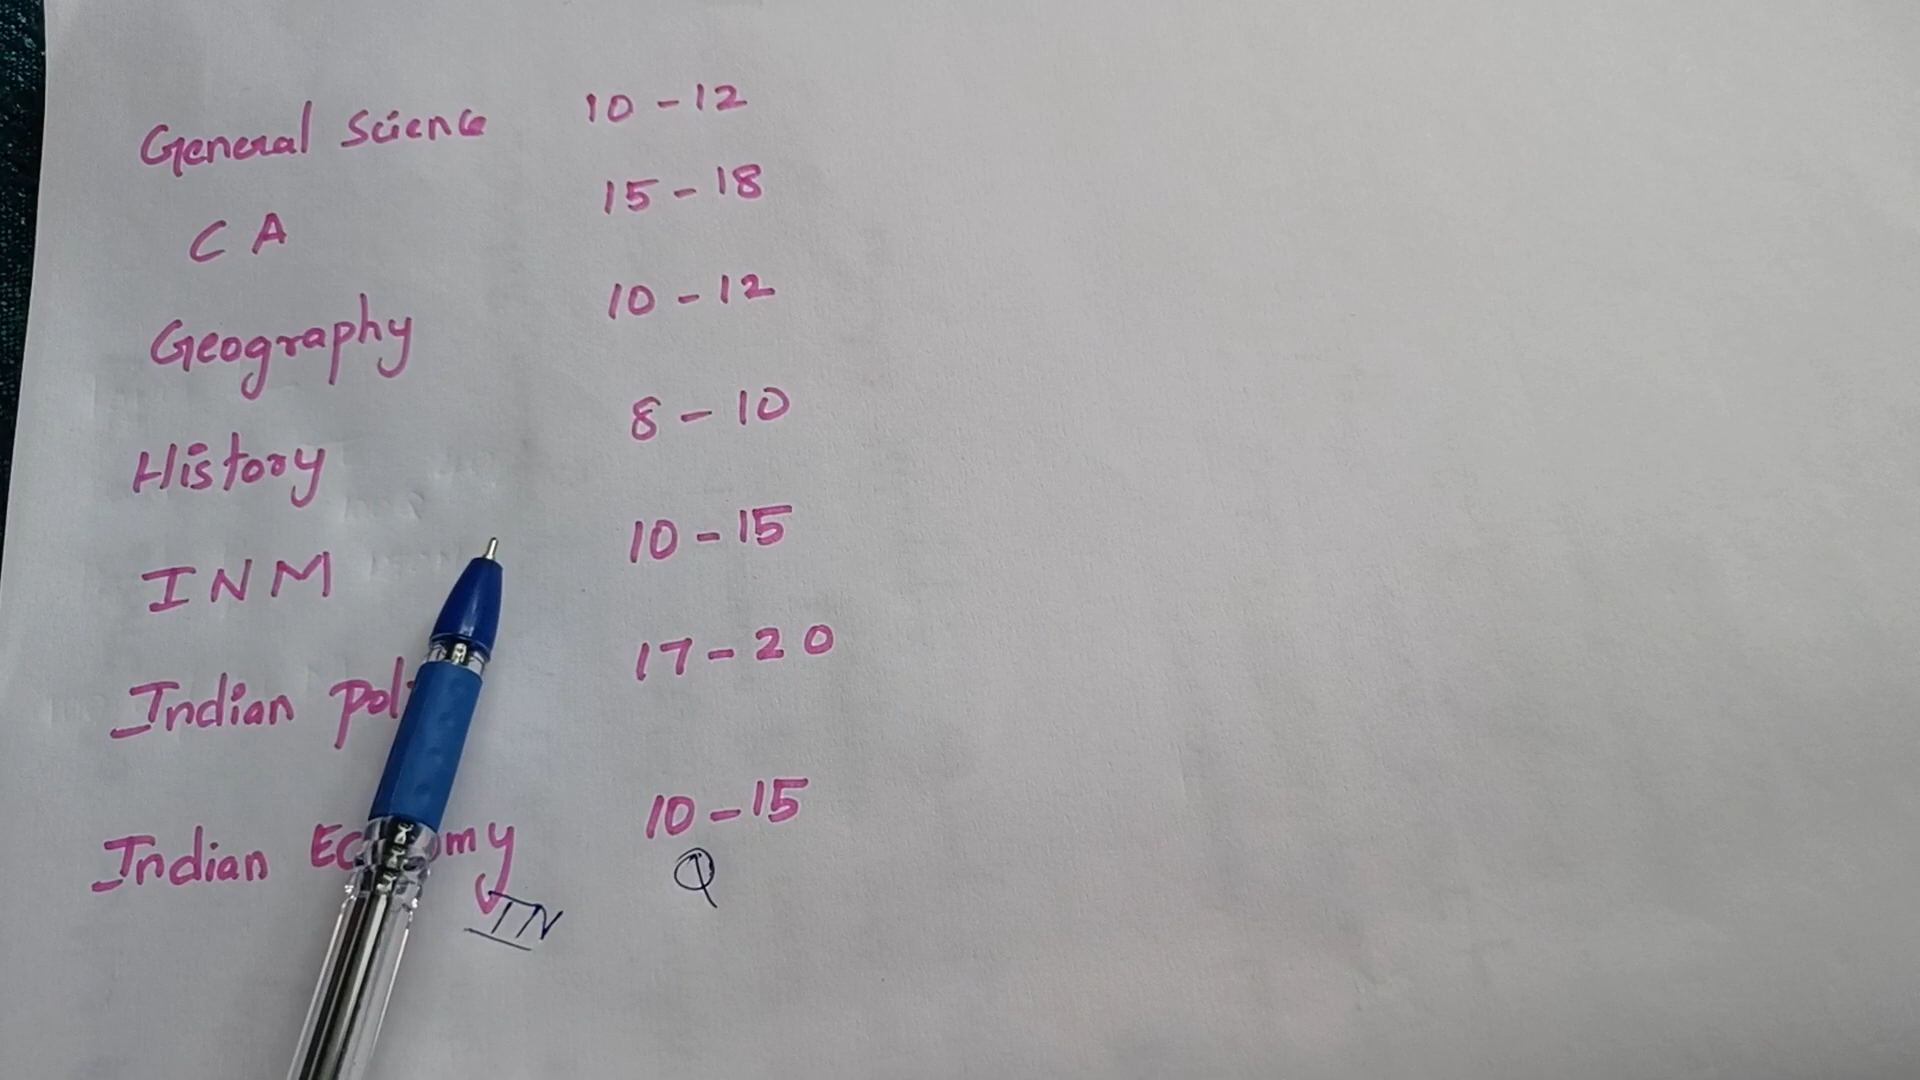 General Science 10 - 12
C A 15 - 18
Geography 10 - 12
History 8 - 10
I N M 10 - 15
Indian 17 - 20
Indian 10 - 15
TN Q